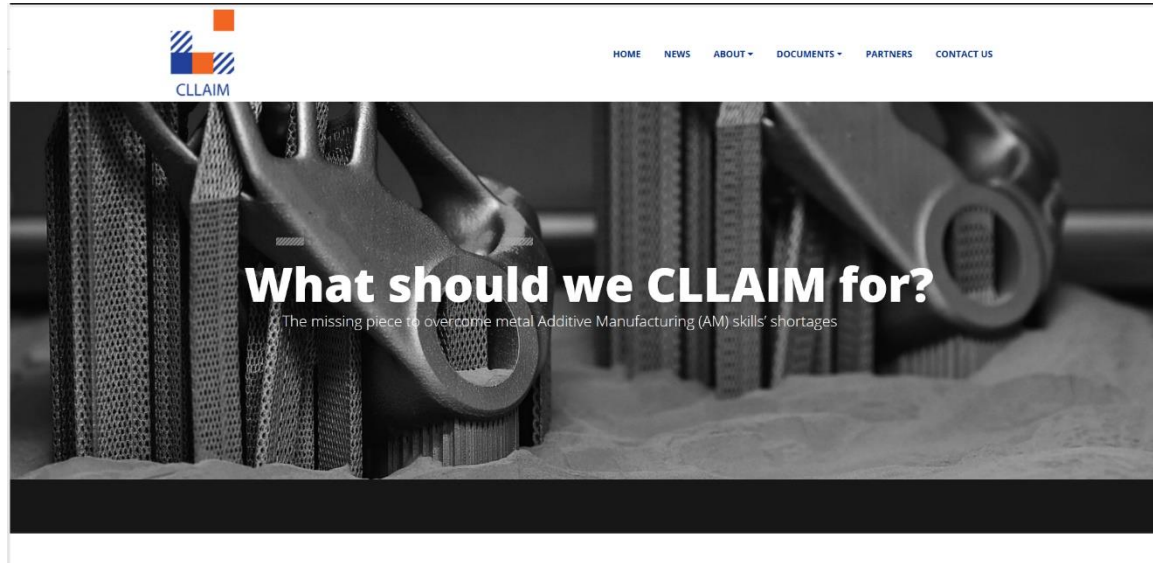 CLLAIM
HOME NEWS ABOUT DOCUMENTS PARTNERS CONTACT US
What should we CLLAIM for?
The missing piece to overcome metal Additive Manufacturing (AM) skills’ shortages